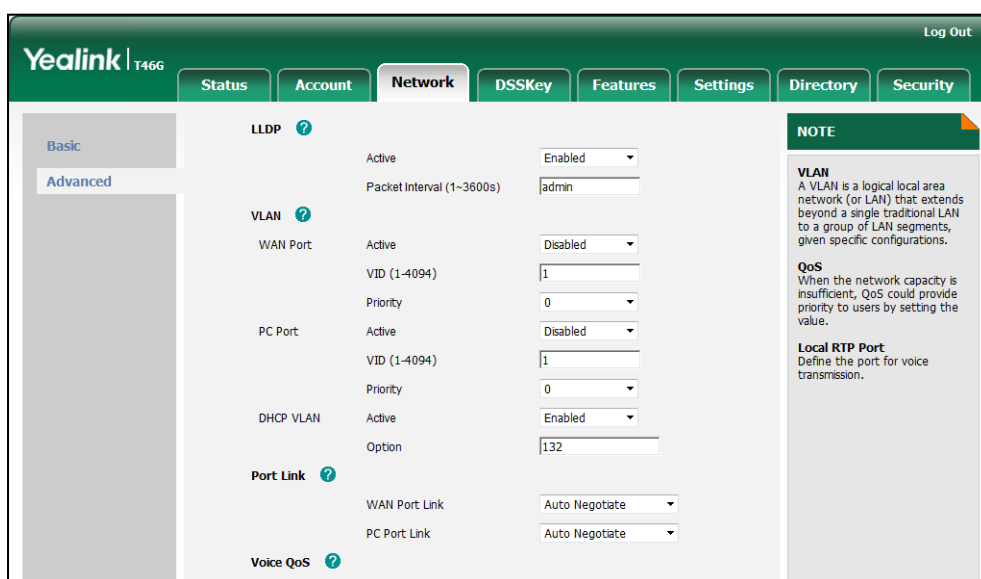 Log Out
Yealink T46G
Status Account Network DSSKey Features Settings Directory Security
Basic
Advanced
LLDP ?
Active Enabled
Packet Interval (1~3600s) admin
VLAN ?
WAN Port Active Disabled
VID (1-4094) 1
Priority 0
PC Port Active Disabled
VID (1-4094) 1
Priority 0
DHCP VLAN Active Enabled
Option 132
Port Link ?
WAN Port Link Auto Negotiate
PC Port Link Auto Negotiate
Voice QoS ?
NOTE
VLAN
A VLAN is a logical local area
network (or LAN) that extends
beyond a single traditional LAN
to a group of LAN segments,
given specific configurations.
QoS
When the network capacity is
insufficient, QoS could provide
priority to users by setting the
value.
Local RTP Port
Define the port for voice
transmission.